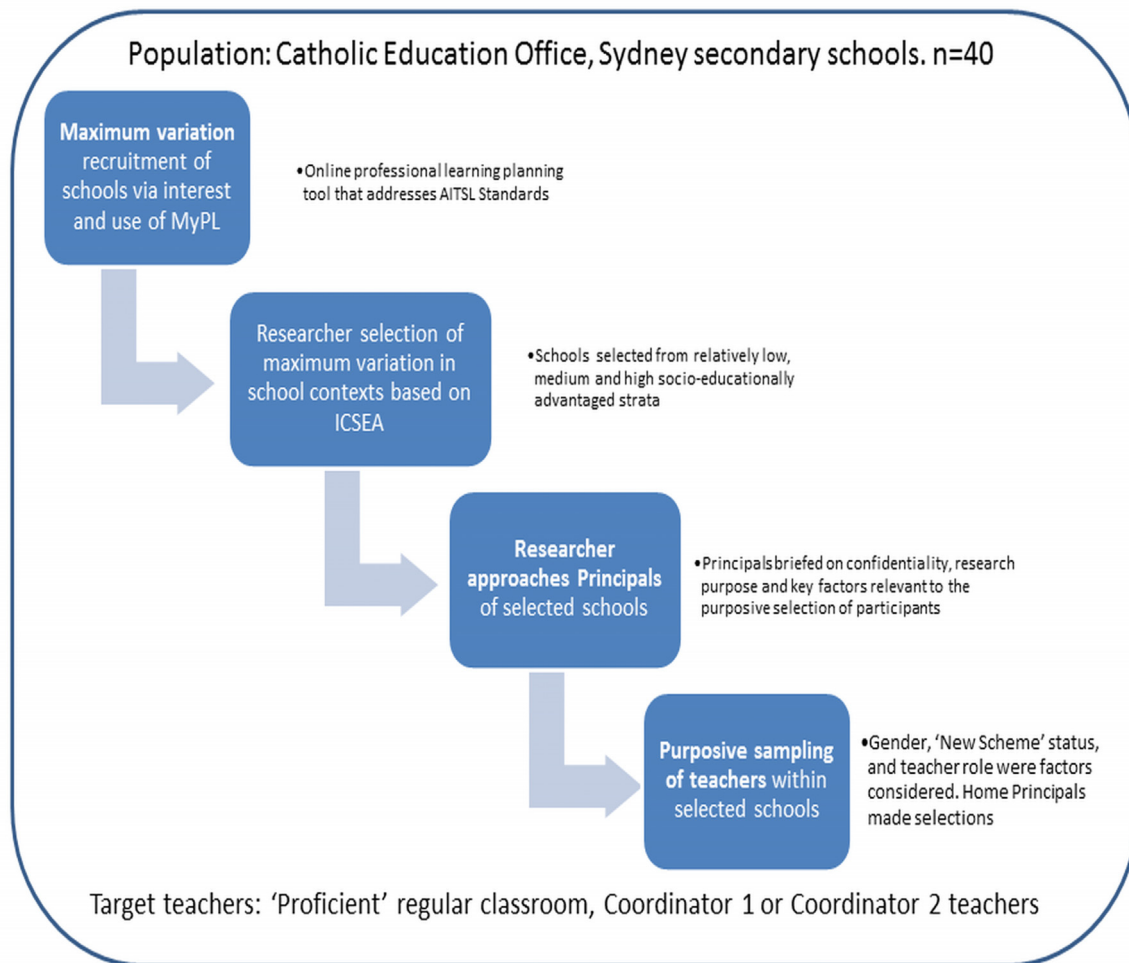 Population: Catholic Education Office, Sydney secondary schools. n=40
Maximum variation
recruitment of
schools via interest
and use of MyPL
•Online professional learning planning
tool that addresses AITSL Standards
Researcher selection of
maximum variation in
school contexts based on
ICSEA
•Schools selected from relatively low,
medium and high socio-educationally
advantaged strata
Researcher
approaches Principals
of selected schools
•Principals briefed on confidentiality, research
purpose and key factors relevant to the
purposive selection of participants
Purposive sampling
of teachers within
selected schools
•Gender, ‘New Scheme’ status,
and teacher role were factors
considered. Home Principals
made selections
Target teachers: ‘Proficient’ regular classroom, Coordinator 1 or Coordinator 2 teachers